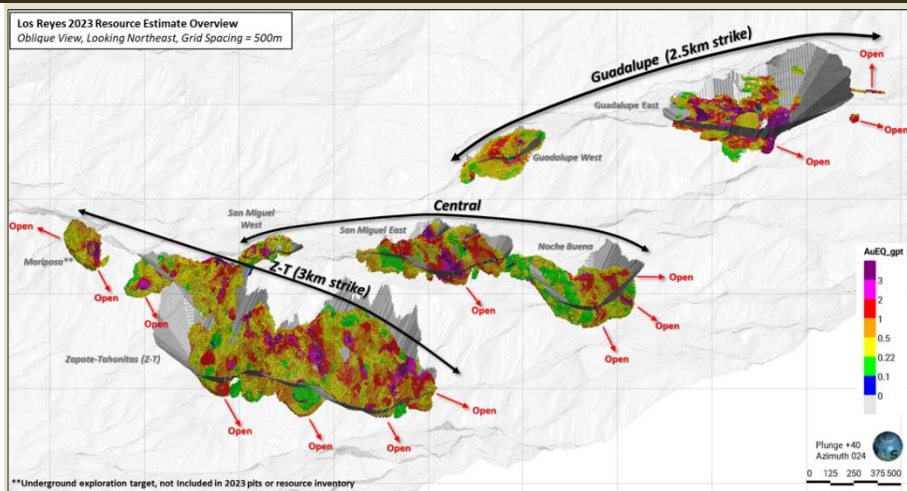 Los Reyes 2023 Resource Estimate Overview
Oblique View, Looking Northeast, Grid Spacing = 500m
Guadalupe (2.5km strike)
Open
Guadalupe East
Open
Open
Guadalupe West
Central
San Miguel
West
San Miguel East
Noche Buena
Open
Mariposa**
Z-T (3km strike)
Open
Open
Open
Open
Open
Open
Zapote-Tahonitas (Z-T)
Open
Open
Open
Open
Open
AuEQ_gpt
3
2
1
0.5
0.22
0.1
0
Plunge +40
Azimuth 024
0 125 250 375 500
**Underground exploration target, not Included in 2023 pits or resource inventory